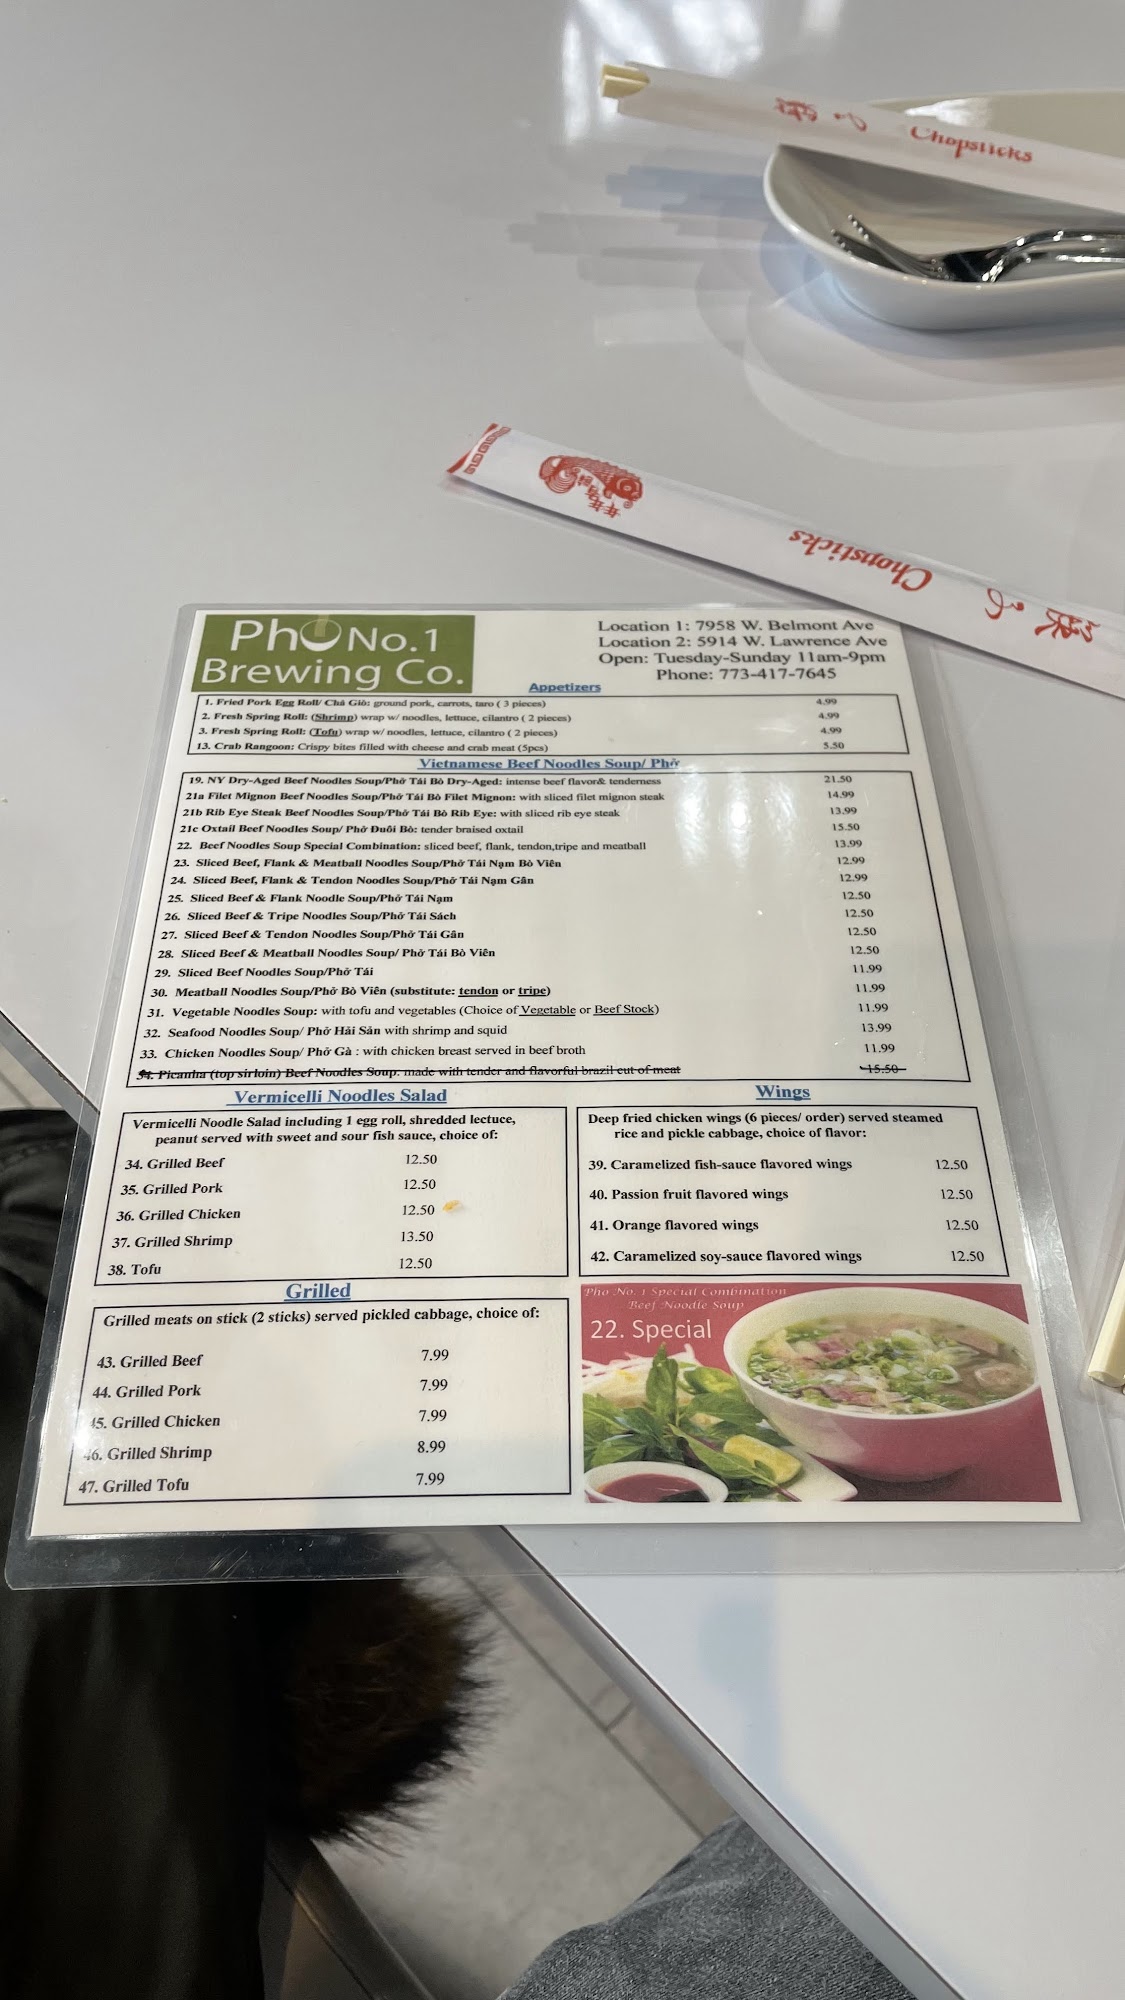 Chopsticks
年年有餘
Chopsticks
Pho No.1
Brewing Co.
Location 1: 7958 W. Belmont Ave
Location 2: 5914 W. Lawrence Ave
Open: Tuesday-Sunday 11am-9pm
Phone: 773-417-7645
Appetizers
1. Fried Pork Egg Roll/ Chả Giò: ground pork, carrots, taro ( 3 pieces) 4.99
2. Fresh Spring Roll: (Shrimp) wrap w/ noodles, lettuce, cilantro ( 2 pieces) 4.99
3. Fresh Spring Roll: (Tofu) wrap w/ noodles, lettuce, cilantro ( 2 pieces) 4.99
13. Crab Rangoon: Crispy bites filled with cheese and crab meat (5pcs) 5.50
Vietnamese Beef Noodles Soup/ Phở
19. NY Dry-Aged Beef Noodles Soup/Phở Tái Bò Dry-Aged: intense beef flavor& tenderness 21.50
21a Filet Mignon Beef Noodles Soup/Phở Tái Bò Filet Mignon: with sliced filet mignon steak 14.99
21b Rib Eye Steak Beef Noodles Soup/Phở Tái Bò Rib Eye: with sliced rib eye steak 13.99
21c Oxtail Beef Noodles Soup/ Phở Đuôi Bò: tender braised oxtail 15.50
22. Beef Noodles Soup Special Combination: sliced beef, flank, tendon,tripe and meatball 13.99
23. Sliced Beef, Flank & Meatball Noodles Soup/Phở Tái Nạm Bò Viên 12.99
24. Sliced Beef, Flank & Tendon Noodles Soup/Phở Tái Nạm Gân 12.99
25. Sliced Beef & Flank Noodle Soup/Phở Tái Nạm 12.50
26. Sliced Beef & Tripe Noodles Soup/Phở Tái Sách 12.50
27. Sliced Beef & Tendon Noodles Soup/Phở Tái Gân 12.50
28. Sliced Beef & Meatball Noodles Soup/ Phở Tái Bò Viên 12.50
29. Sliced Beef Noodles Soup/Phở Tái 11.99
30. Meatball Noodles Soup/Phở Bò Viên (substitute: tendon or tripe) 11.99
31. Vegetable Noodles Soup: with tofu and vegetables (Choice of Vegetable or Beef Stock) 11.99
32. Seafood Noodles Soup/ Phở Hải Sản with shrimp and squid 13.99
33. Chicken Noodles Soup/ Phở Gà : with chicken breast served in beef broth 11.99
34. Picanha (top sirloin) Beef Noodles Soup: made with tender and flavorful brazil cut of meat 15.50
Vermicelli Noodles Salad
Vermicelli Noodle Salad including 1 egg roll, shredded lectuce,
peanut served with sweet and sour fish sauce, choice of:
34. Grilled Beef 12.50
35. Grilled Pork 12.50
36. Grilled Chicken 12.50
37. Grilled Shrimp 13.50
38. Tofu 12.50
Wings
Deep fried chicken wings (6 pieces/ order) served steamed
rice and pickle cabbage, choice of flavor:
39. Caramelized fish-sauce flavored wings 12.50
40. Passion fruit flavored wings 12.50
41. Orange flavored wings 12.50
42. Caramelized soy-sauce flavored wings 12.50
Grilled
Grilled meats on stick (2 sticks) served pickled cabbage, choice of:
43. Grilled Beef 7.99
44. Grilled Pork 7.99
45. Grilled Chicken 7.99
46. Grilled Shrimp 8.99
47. Grilled Tofu 7.99
Pho No. 1 Special Combination
Beef Noodle Soup
22. Special